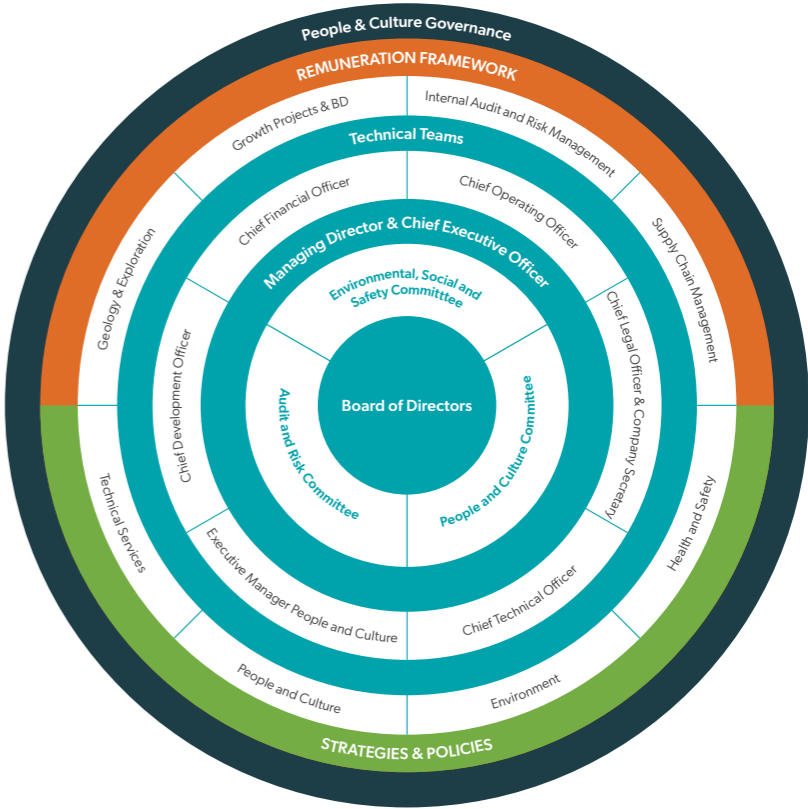 People & Culture Governance
REMUNERATION FRAMEWORK
Growth Projects & BD
Internal Audit and Risk Management
Supply Chain Management
Health and Safety
Environment
People and Culture
Technical Services
Geology & Exploration
Technical Teams
Chief Financial Officer
Chief Operating Officer
Chief Legal Officer & Company Secretary
Chief Technical Officer
Executive Manager People and Culture
Chief Development Officer
Managing Director & Chief Executive Officer
Environmental, Social and
Safety Committtee
People and Culture Committee
Audit and Risk Committee
Board of Directors
STRATEGIES & POLICIES